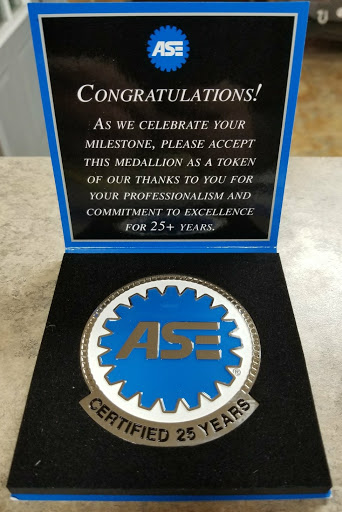 ASE
CONGRATULATIONS!
AS WE CELEBRATE YOUR
MILESTONE, PLEASE ACCEPT
THIS MEDALLION AS A TOKEN
OF OUR THANKS TO YOU FOR
YOUR PROFESSIONALISM AND
COMMITMENT TO EXCELLENCE
FOR 25+ YEARS.
ASE
®
CERTIFIED 25 YEARS